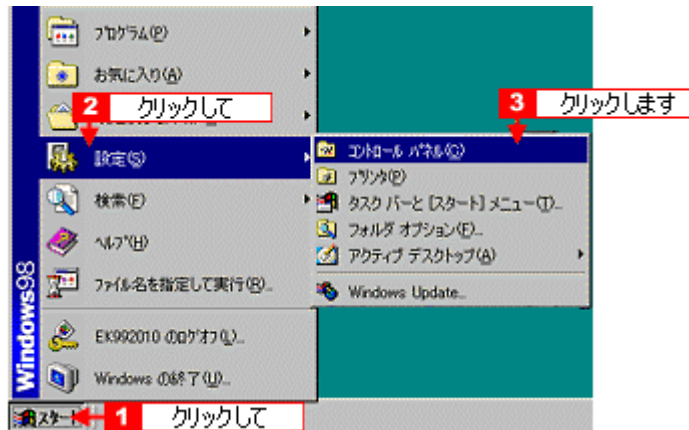 プログラム(P)
お気に入り(A)
2 クリックして
設定(S)
検索(F)
ヘルプ(H)
ファイル名を指定して実行(R)...
EK992010 のログオフ(L)...
Windows の終了(U)...
Windows98
スタート
1 クリックして
3 クリックします
コントロール パネル(C)
プリンタ(P)
タスク バーと [スタート] メニュー(T)...
フォルダ オプション(F)...
アクティブ デスクトップ(A)
Windows Update...